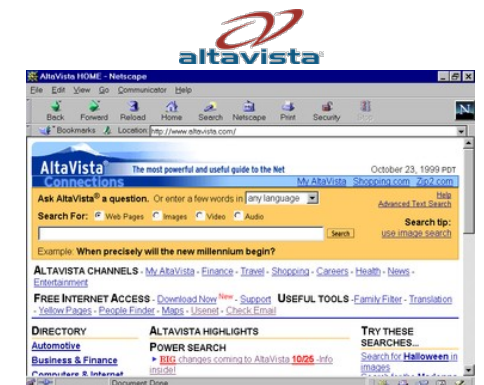 altavista
AltaVista HOME - Netscape
File Edit View Go Communicator Help
Back Forward Reload Home Search Netscape Print Security Stop
Bookmarks Location: http://www.altavista.com/
AltaVista® The most powerful and useful guide to the Net October 23, 1999 PDT
Connections My AltaVista Shopping.com Zip2.com
Ask AltaVista® a question. Or enter a few words in any language Help
Advanced Text Search
Search For: Web Pages Images Video Audio
Search tip:
Search use image search
Example: When precisely will the new millennium begin?
ALTAVISTA CHANNELS - My AltaVista - Finance - Travel - Shopping - Careers - Health - News -
Entertainment
FREE INTERNET ACCESS - Download Now New - Support USEFUL TOOLS - Family Filter - Translation
- Yellow Pages - People Finder - Maps - Usenet - Check Email
DIRECTORY ALTAVISTA HIGHLIGHTS TRY THESE
SEARCHES...
Automotive POWER SEARCH
Business & Finance BIG changes coming to AltaVista 10/25 -Info Search for Halloween in
inside! images
Computers & Internet
Document Done